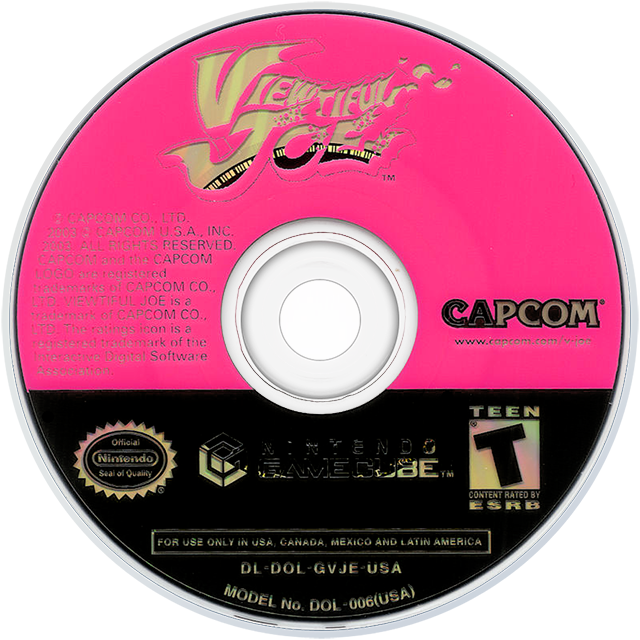 VIEWTIFUL
JOE
TM
© CAPCOM CO., LTD.
2003 © CAPCOM U.S.A., INC.
2003. ALL RIGHTS RESERVED.
CAPCOM and the CAPCOM
LOGO are registered
trademarks of CAPCOM CO.,
LTD. VIEWTIFUL JOE is a
trademark of CAPCOM CO.,
LTD. The ratings icon is a
registered trademark of the
Interactive Digital Software
Association.
CAPCOM®
www.capcom.com/vjoe
TEEN
T
®
CONTENT RATED BY
ESRB
Official
Nintendo
Seal of Quality
®
NINTENDO
GAMECUBE™
FOR USE ONLY IN USA, CANADA, MEXICO AND LATIN AMERICA
DL-DOL-GVJE-USA
MODEL No. DOL-006(USA)